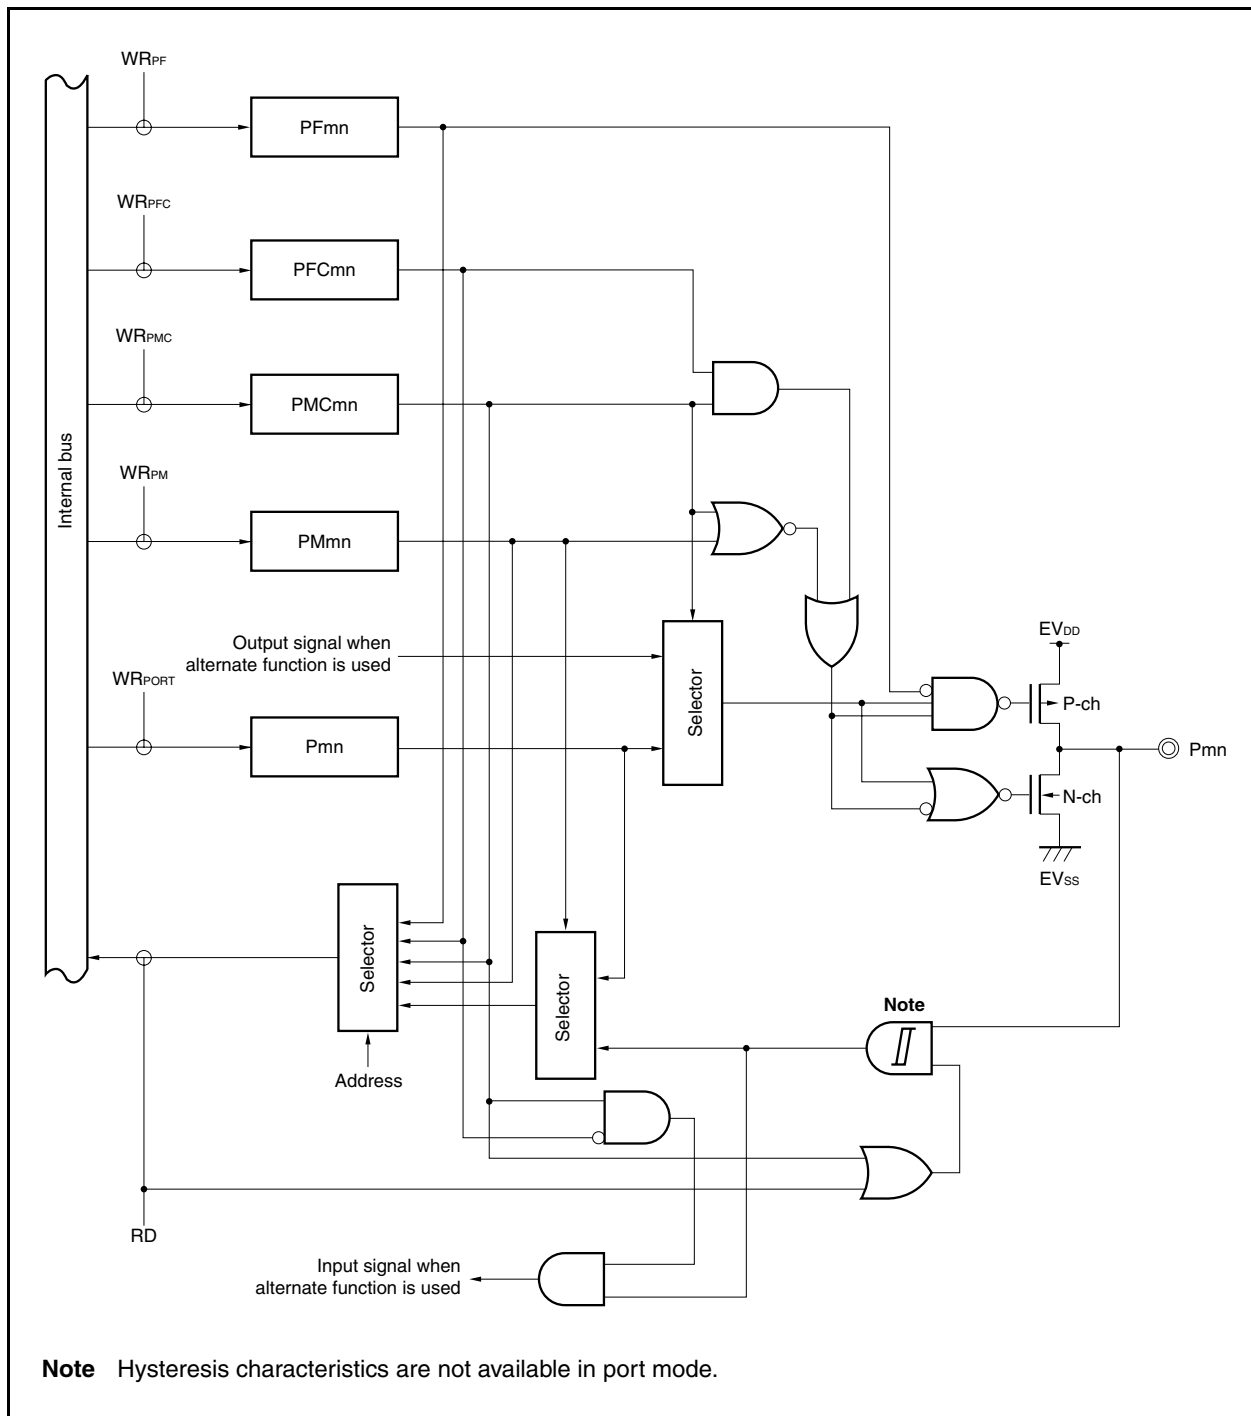 WRPF
PFmn
WRPFC
PFCmn
WRPMC
PMCmn
Internal bus
WRPM
PMmn
Output signal when
alternate function is used
WRPORT
Pmn
Selector
EVDD
P-ch
Pmn
N-ch
EVSS
Selector
Selector
Address
Note
RD
Input signal when
alternate function is used
Note Hysteresis characteristics are not available in port mode.